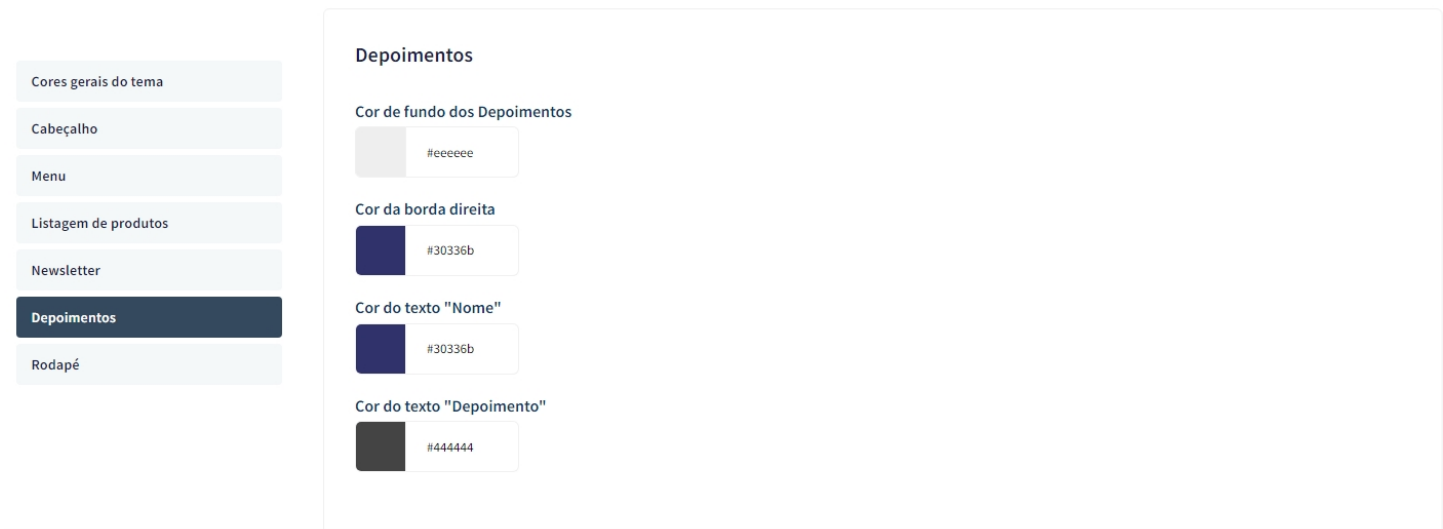 Cores gerais do tema
Cabeçalho
Menu
Listagem de produtos
Newsletter
Depoimentos
Rodapé
Depoimentos
Cor de fundo dos Depoimentos
#eeeeee
Cor da borda direita
#30336b
Cor do texto "Nome"
#30336b
Cor do texto "Depoimento"
#444444